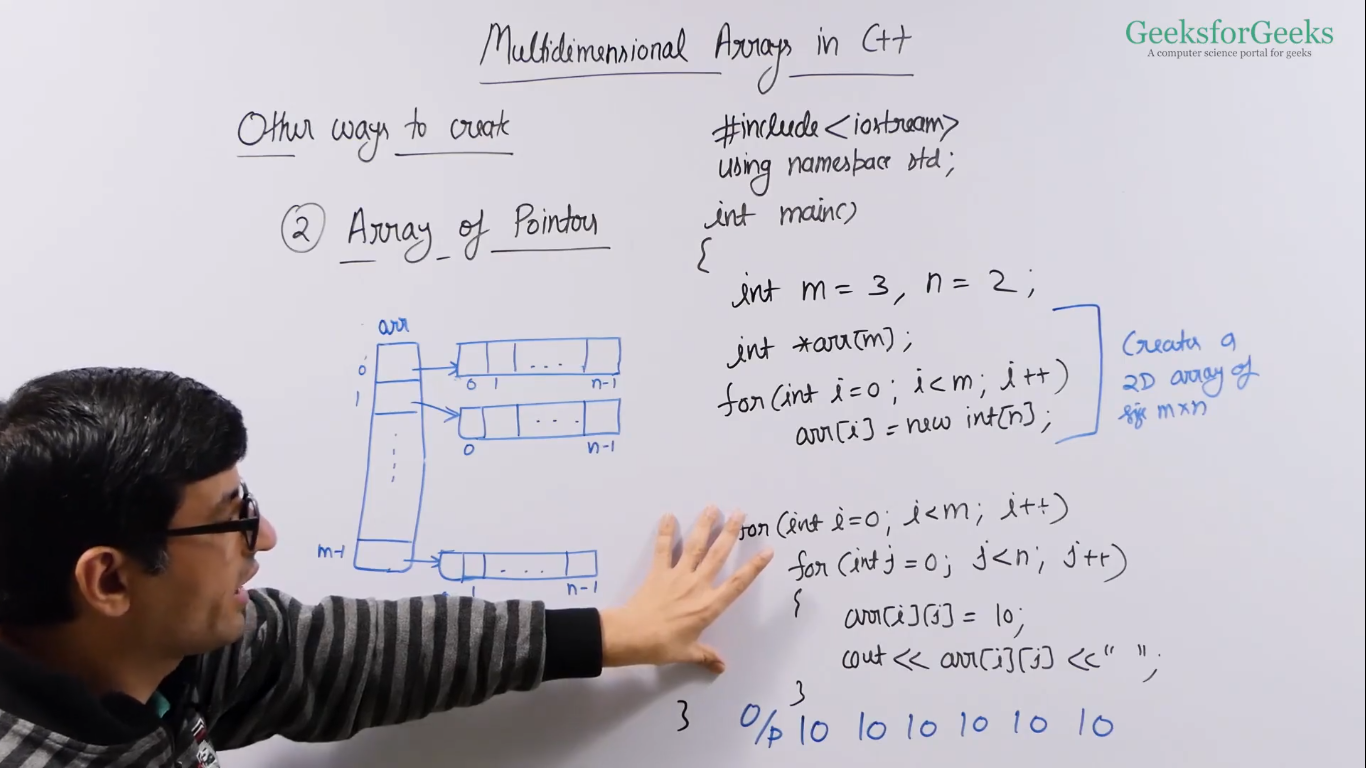 GeeksforGeeks
A computer science portal for geeks
Multidimensional Arrays in C++
Other ways to create
② Array of Pointers
arr
0
1
m-1
0 1 n-1
0 n-1
1 n-1
#include<iostream>
using namespace std;
int main()
{
int m = 3, n = 2;
int *arr[m];
for(int i=0; i<m; i++)
arr[i] = new int[n];
Creates a
2D array of
size m×n
for(int i=0; i<m; i++)
for(int j=0; j<n; j++)
{
arr[i][j] = 10;
cout << arr[i][j] <<" ";
}
}
O/p 10 10 10 10 10 10